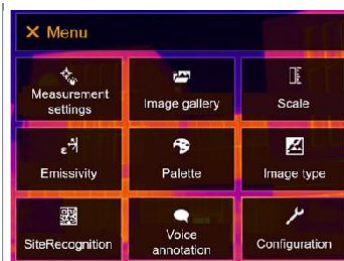 X Menu
Measurement
settings
Image gallery
Scale
Emissivity
Palette
Image type
SiteRecognition
Voice
annotation
Configuration